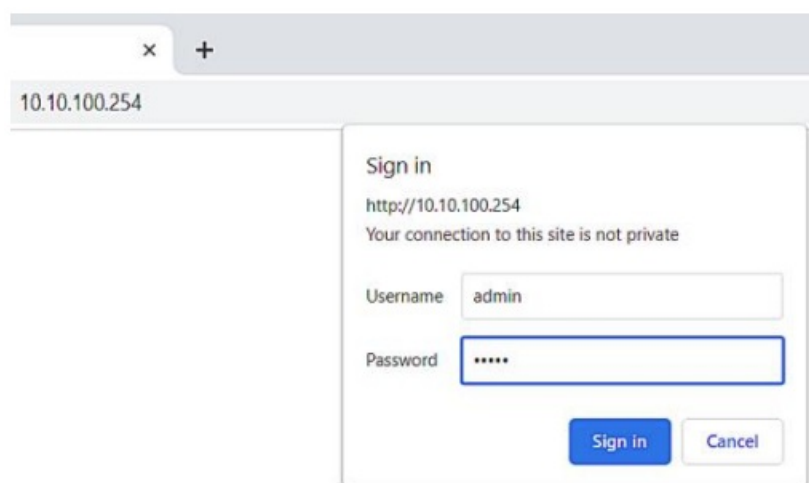 10.10.100.254
Sign in
http://10.10.100.254
Your connection to this site is not private
Username admin
Password •••••
Sign in Cancel